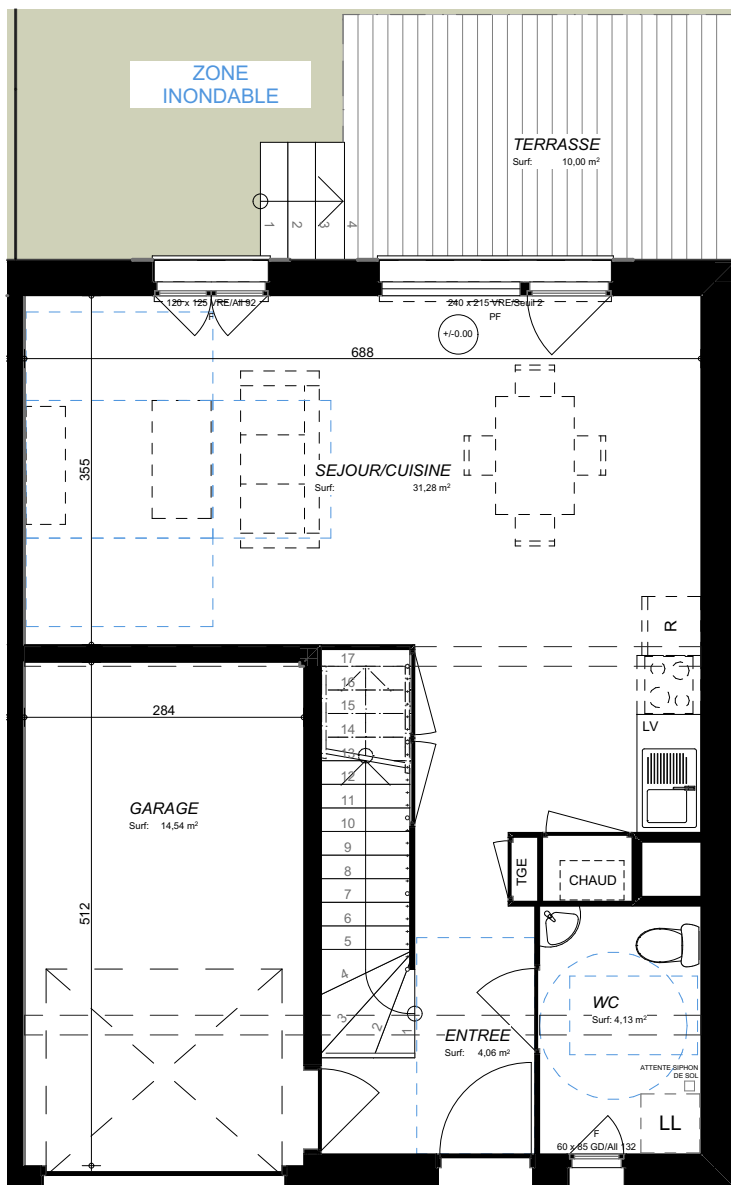 ZONE
INONDABLE
TERRASSE
Surf: 10,00 m²
1
2
3
4
120 x 125 VRE/All 92
F
240 x 215 VRE/Seuil 2
PF
+/-0.00
688
355
SEJOUR/CUISINE
Surf: 31,28 m²
R
LV
17
16
15
14
13
12
11
10
9
8
7
6
5
4
3
2
1
284
GARAGE
Surf: 14,54 m²
512
TGE
CHAUD
WC
Surf: 4,13 m²
ENTREE
Surf: 4,06 m²
ATTENTE SIPHON
DE SOL
LL
F
60 x 85 GD/All 132